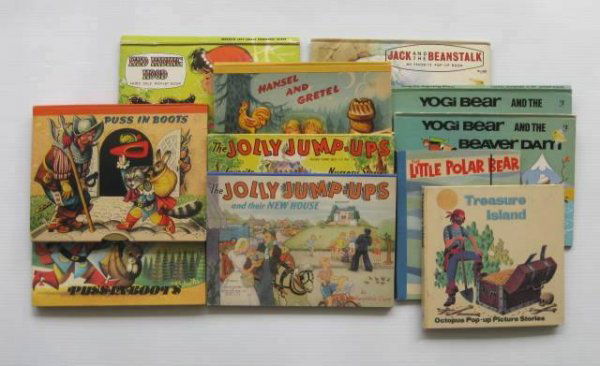 RED RIDING
HOOD
JACK AND THE BEANSTALK
HANSEL
AND
GRETEL
YOGI BEAR AND THE
YOGI BEAR AND THE
BEAVER DAM
PUSS IN BOOTS
The JOLLY JUMP-UPS
LITTLE POLAR BEAR
The JOLLY JUMP-UPS
and their NEW HOUSE
Treasure
Island
PUSS IN BOOTS
Octopus Pop-up Picture Stories